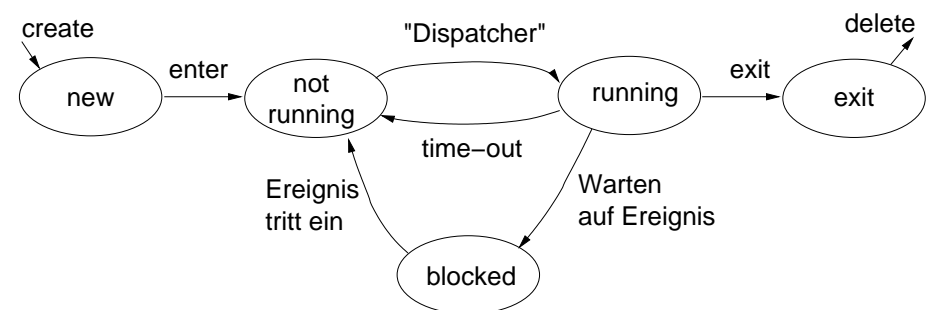 create
delete
"Dispatcher"
enter
exit
new
not
running
running
exit
time−out
Ereignis
tritt ein
Warten
auf Ereignis
blocked